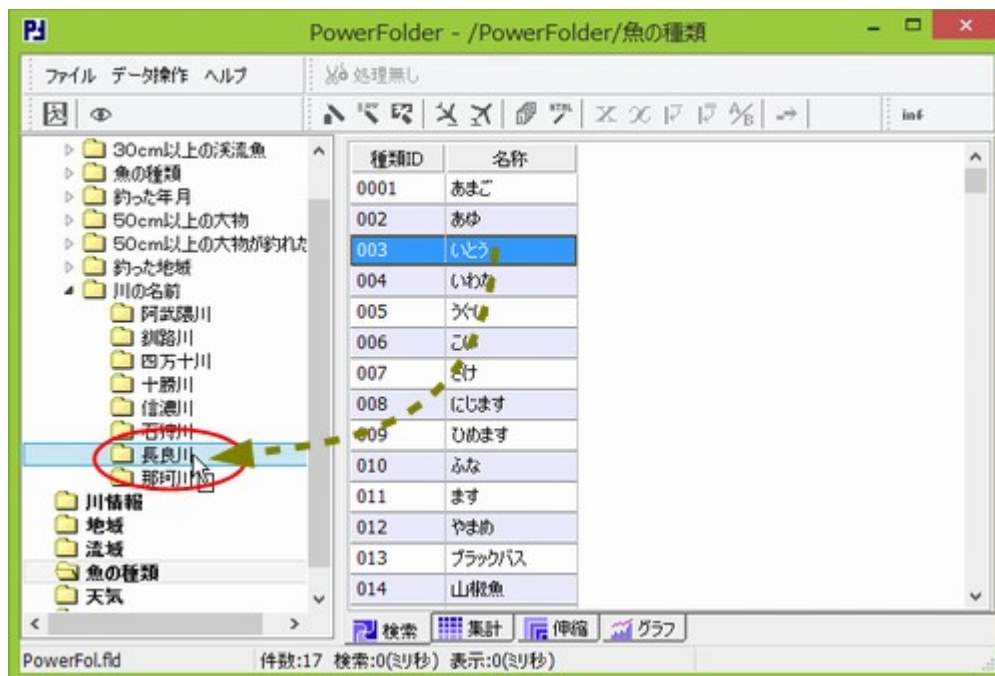 PowerFolder - /PowerFolder/魚の種類
ファイル データ操作 ヘルプ
処理無し
inf
30cm以上の渓流魚
魚の種類
釣った年月
50cm以上の大物
50cm以上の大物が釣れた
釣った地域
川の名前
阿武隈川
釧路川
四万十川
十勝川
信濃川
石狩川
長良川
那珂川
川情報
地域
流域
魚の種類
天気
種類ID 名称
0001 あまご
002 あゆ
003 いとう
004 いわな
005 うぐい
006 こい
007 さけ
008 にじます
009 ひめます
010 ふな
011 ます
012 やまめ
013 ブラックバス
014 山椒魚
検索 集計 伸縮 グラフ
PowerFol.fld 件数:17 検索:0(ミリ秒) 表示:0(ミリ秒)